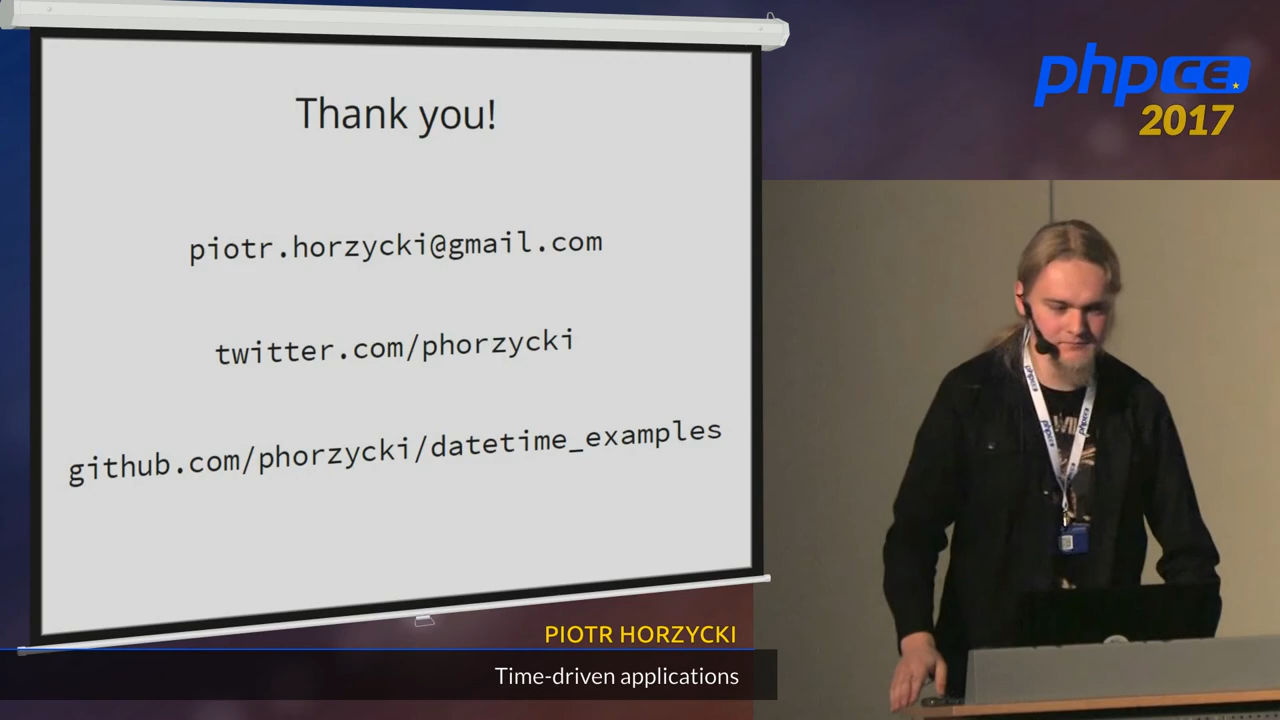 Thank you!
piotr.horzycki@gmail.com
twitter.com/phorzycki
github.com/phorzycki/datetime_examples
phpce
2017
PIOTR HORZYCKI
Time-driven applications